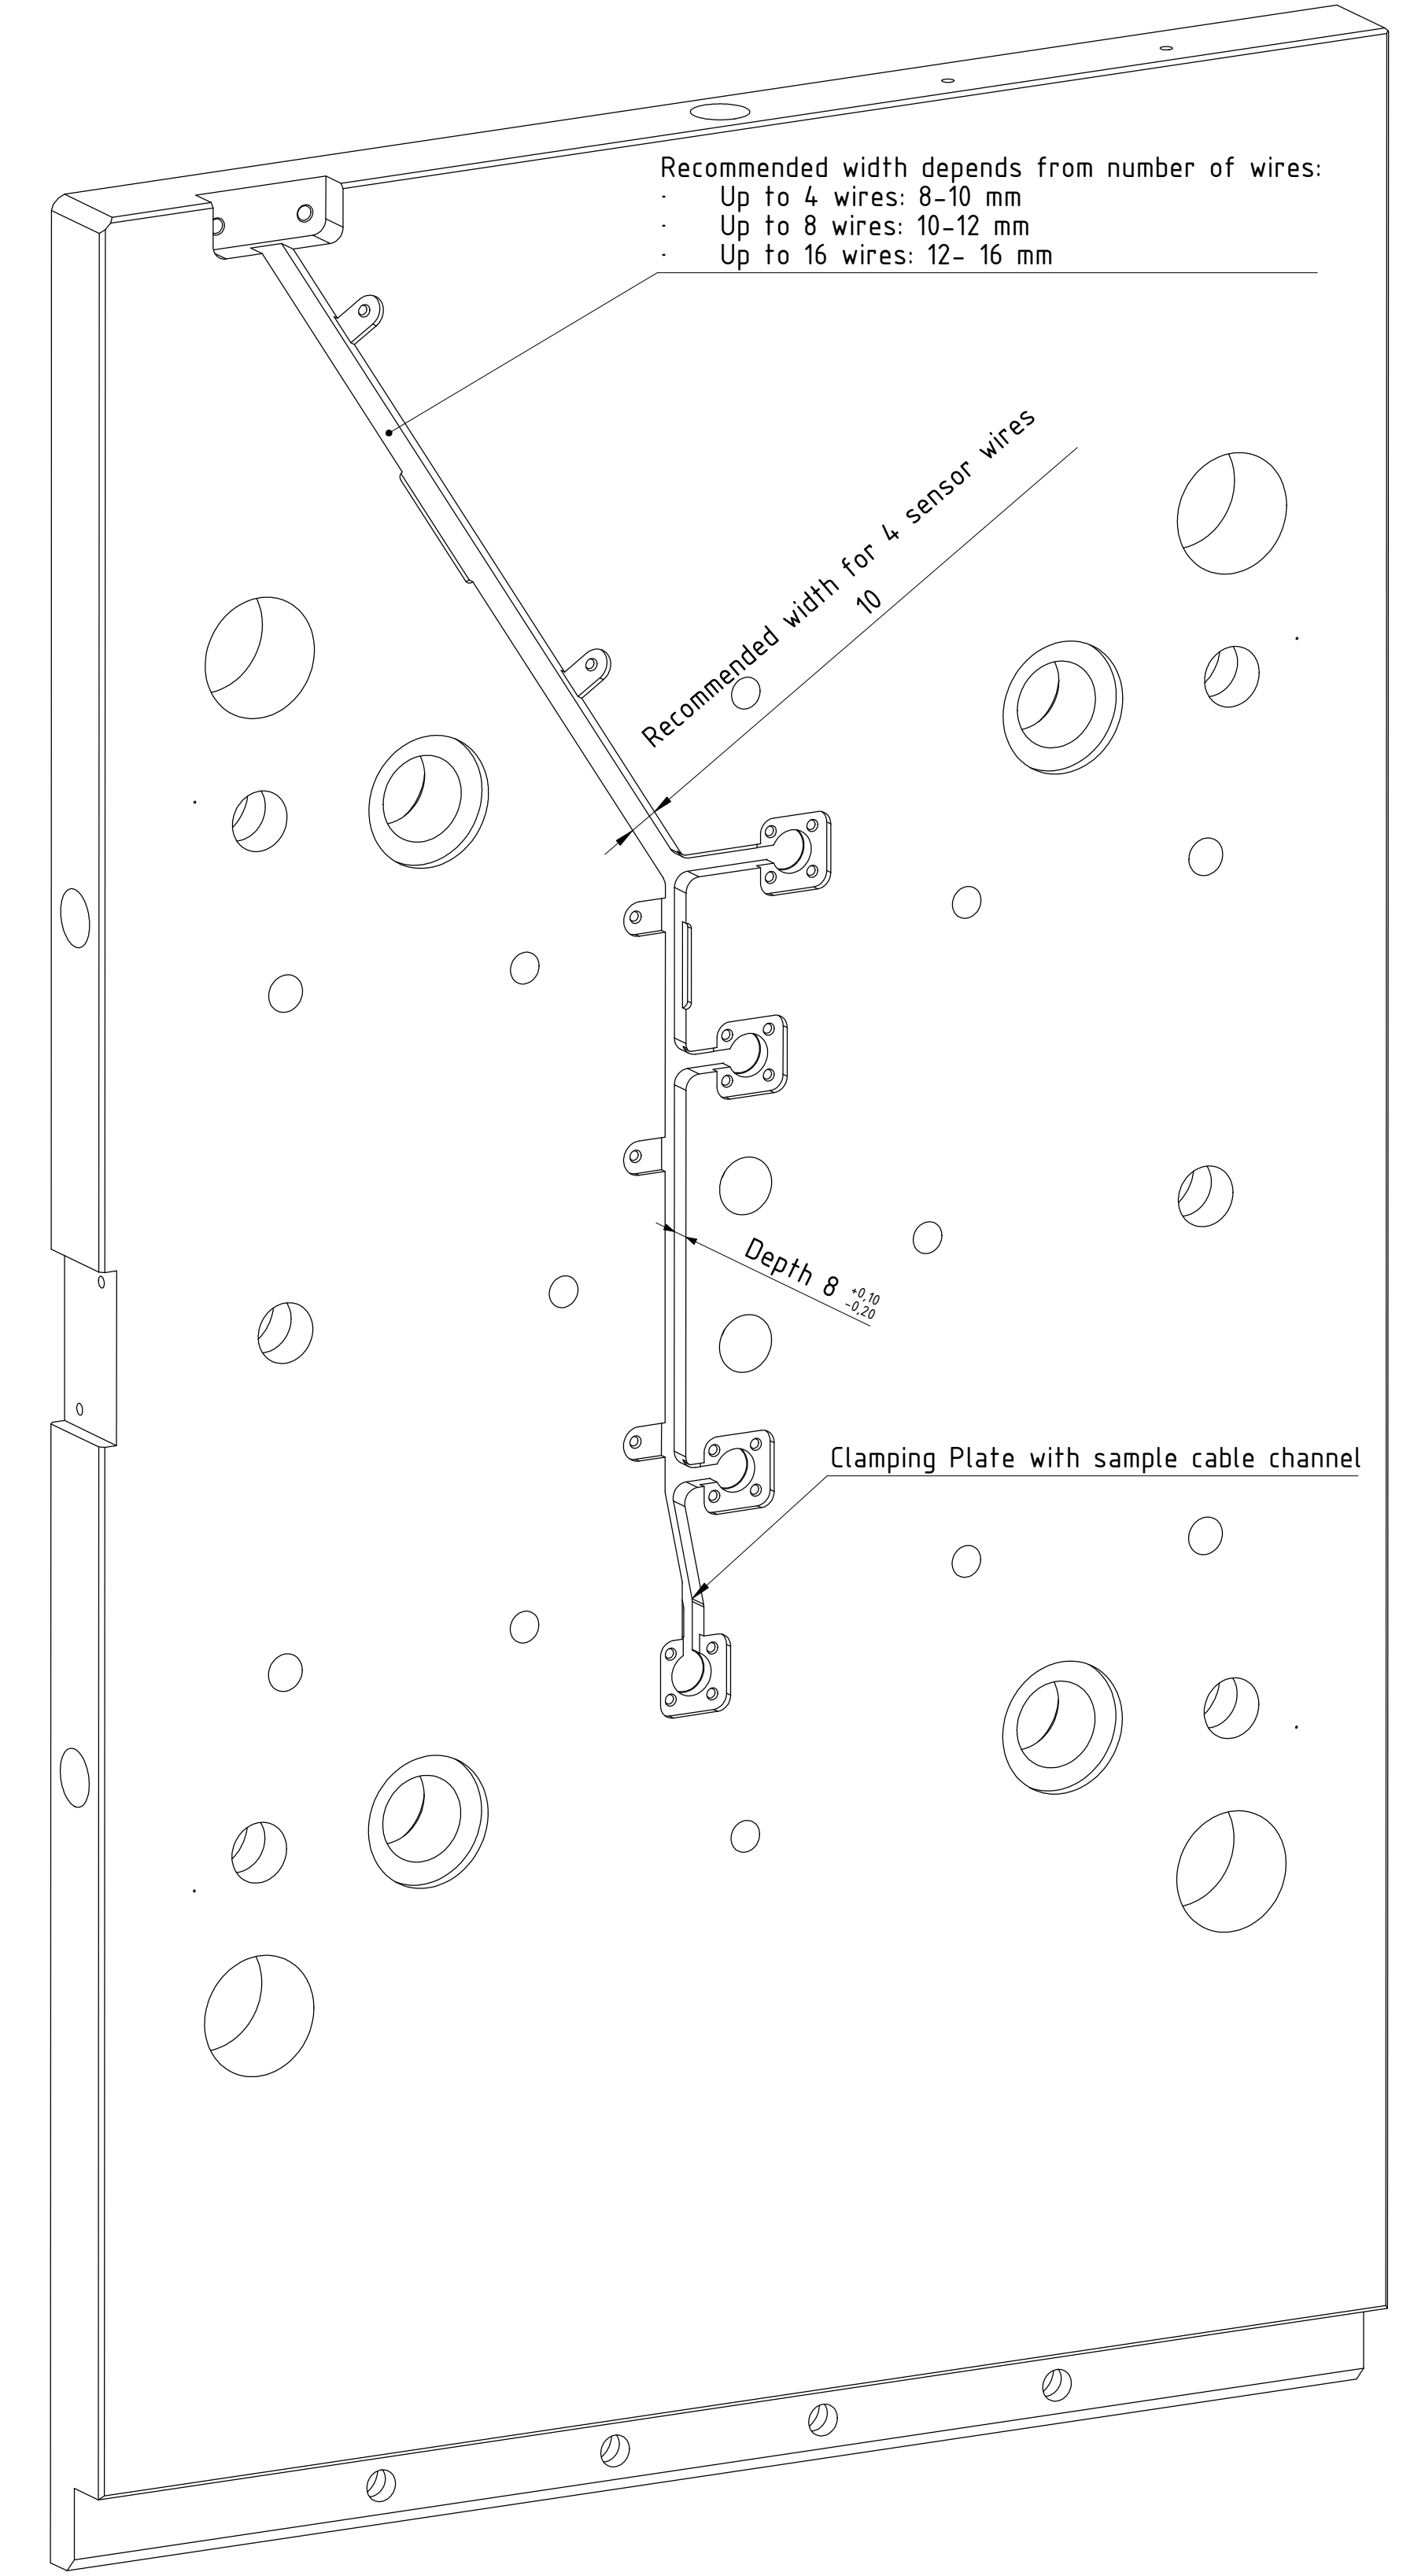 Recommended width depends from number of wires:
· Up to 4 wires: 8-10 mm
· Up to 8 wires: 10-12 mm
· Up to 16 wires: 12- 16 mm
Recommended width for 4 sensor wires
10
Depth 8 +0,10
-0,20
Clamping Plate with sample cable channel